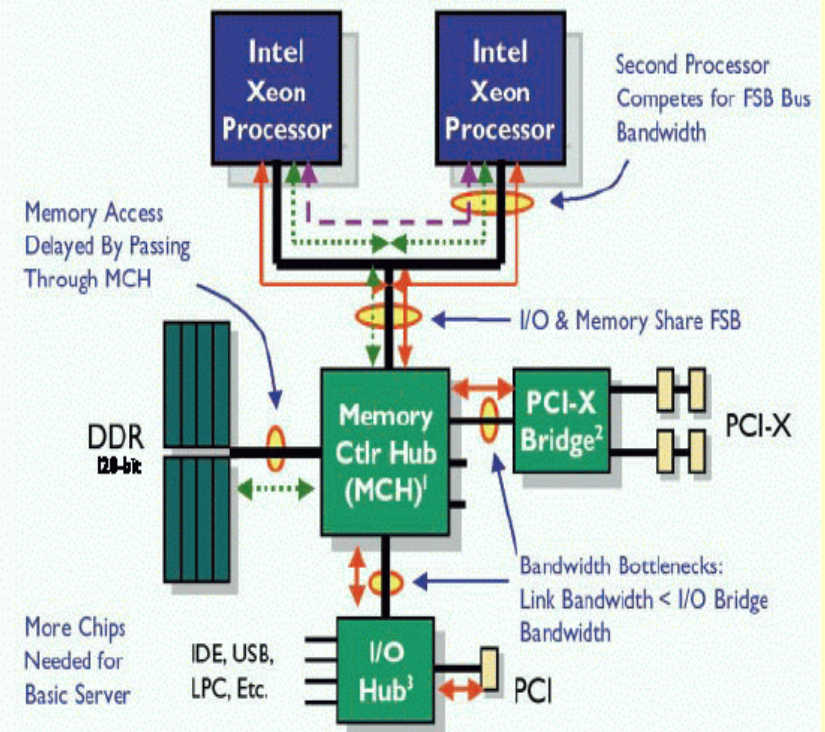 Intel
Xeon
Processor
Intel
Xeon
Processor
Second Processor
Competes for FSB Bus
Bandwidth
Memory Access
Delayed By Passing
Through MCH
I/O & Memory Share FSB
DDR
128-bit
Memory
Ctlr Hub
(MCH)¹
PCI-X
Bridge²
PCI-X
Bandwidth Bottlenecks:
Link Bandwidth < I/O Bridge
Bandwidth
More Chips
Needed for
Basic Server
IDE, USB,
LPC, Etc.
I/O
Hub³
PCI